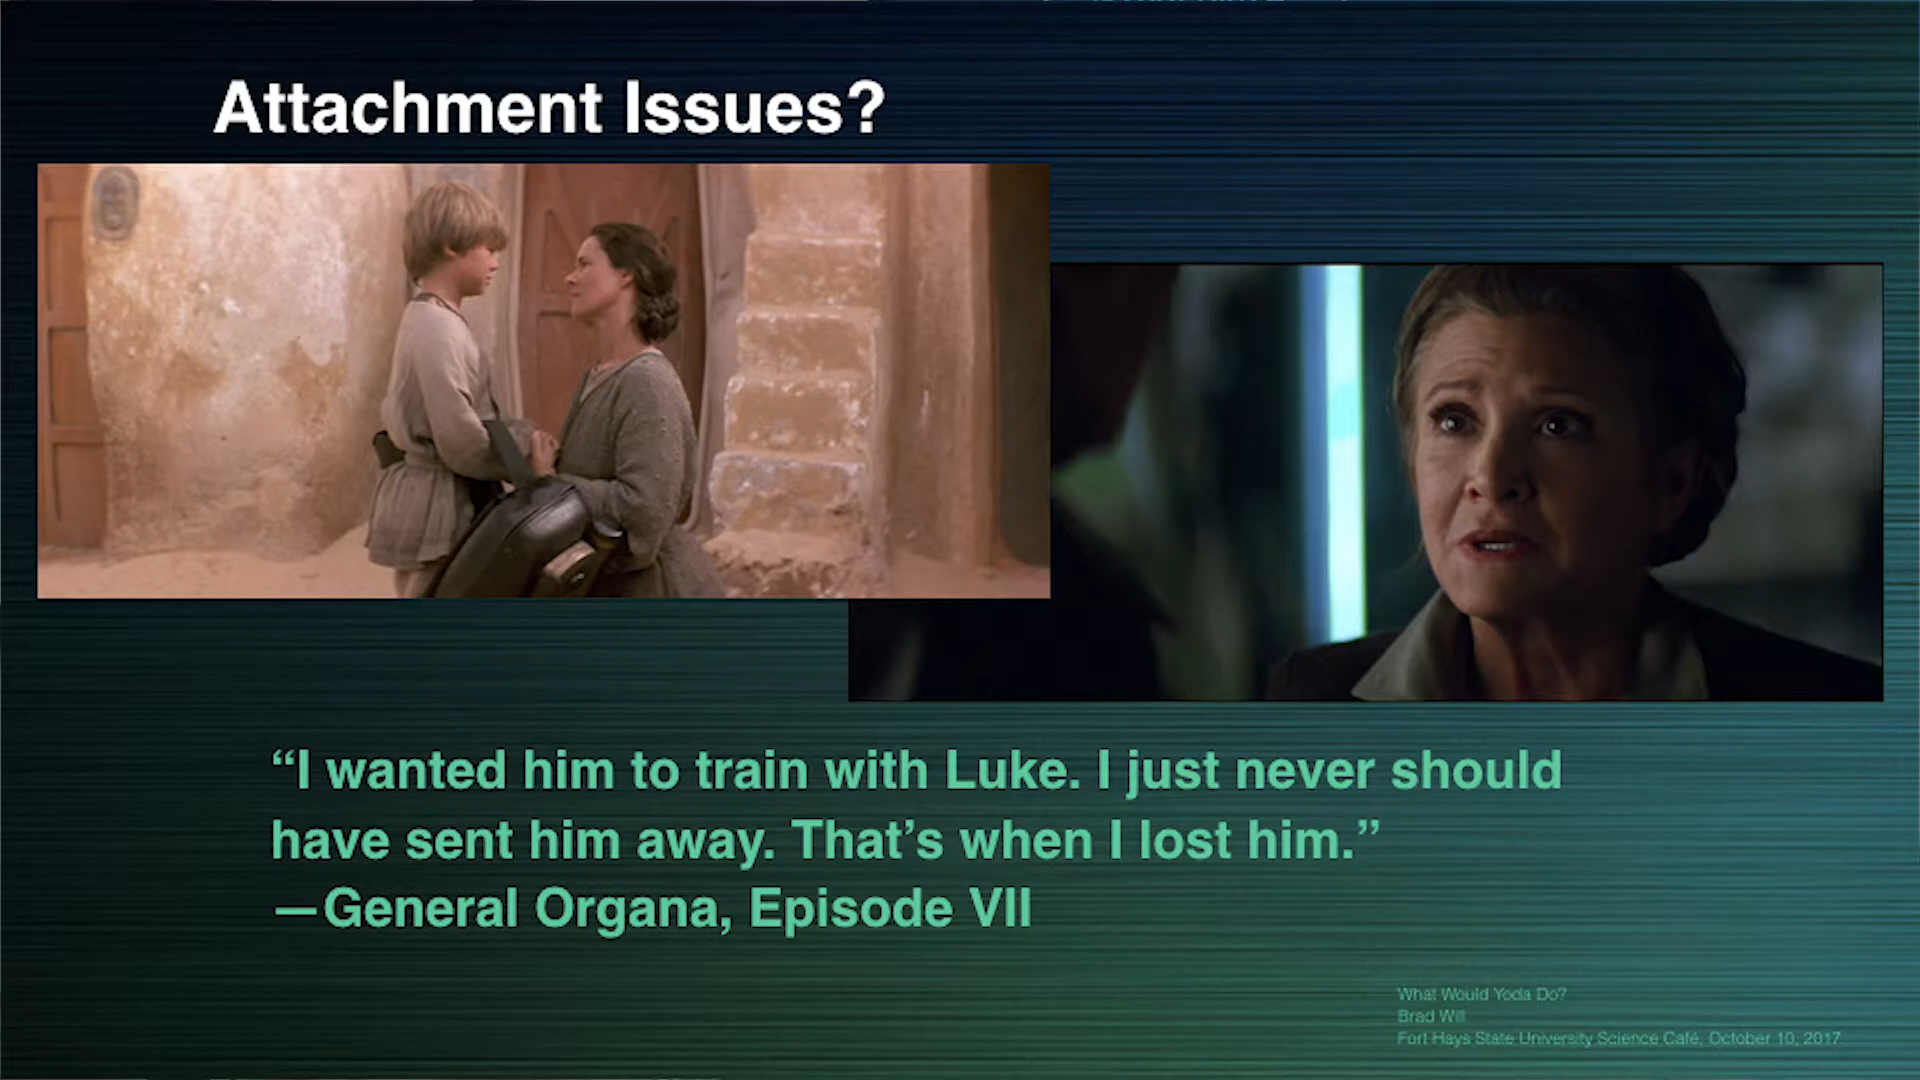 Attachment Issues?
“I wanted him to train with Luke. I just never should
have sent him away. That’s when I lost him.”
—General Organa, Episode VII
What Would Yoda Do?
Brad Will
Fort Hays State University Science Café, October 10, 2017